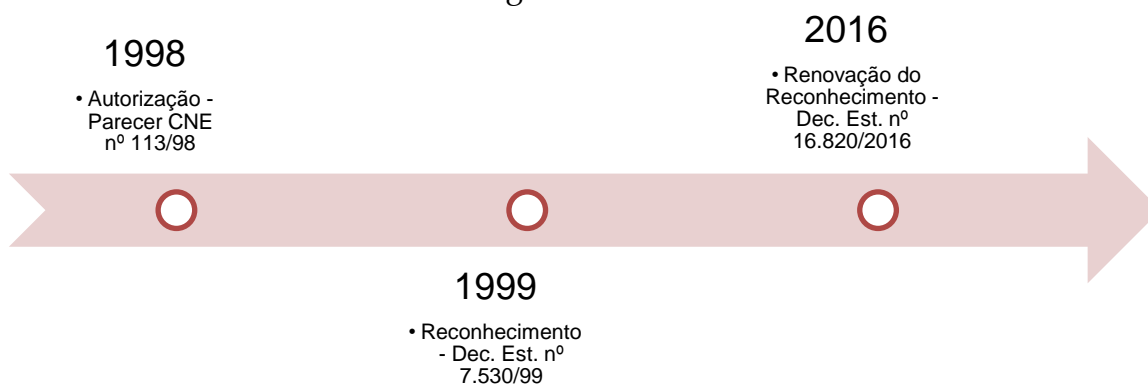 1998
• Autorização -
Parecer CNE
nº 113/98
2016
• Renovação do
Reconhecimento -
Dec. Est. nº
16.820/2016
1999
• Reconhecimento
- Dec. Est. nº
7.530/99